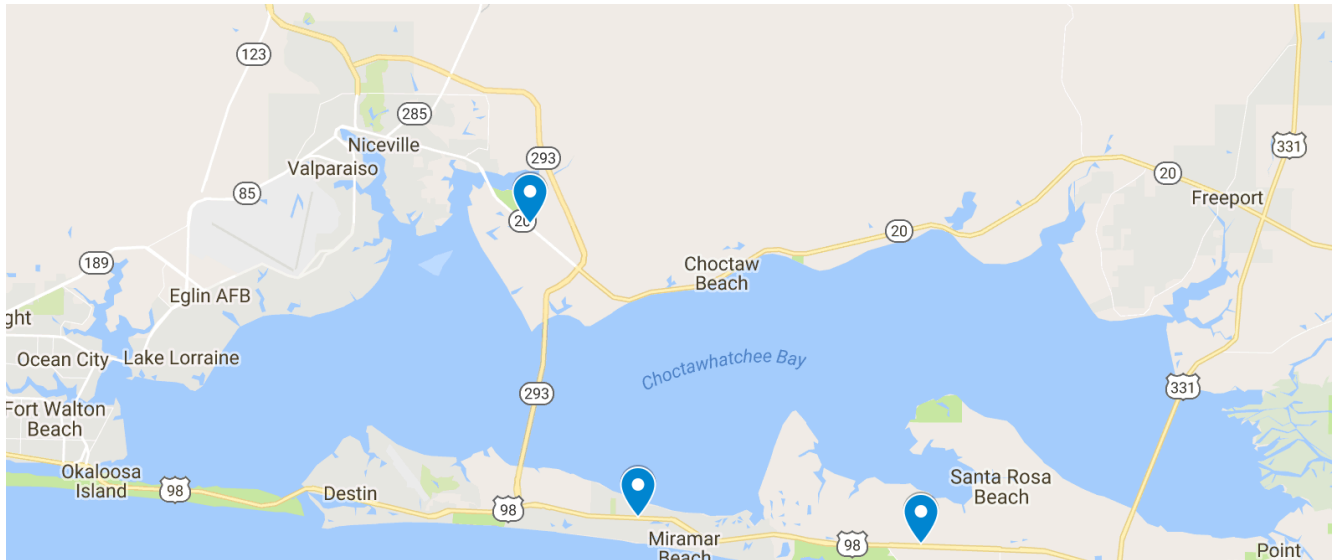 123
285
Niceville
293
331
Valparaiso
20
85
Freeport
20
20
189
Choctaw
Beach
Eglin AFB
ght
Ocean City
Lake Lorraine
Choctawhatchee Bay
293
331
Fort Walton
Beach
Okaloosa
Island
98
Destin
98
Santa Rosa
Beach
Miramar
Beach
98
Point